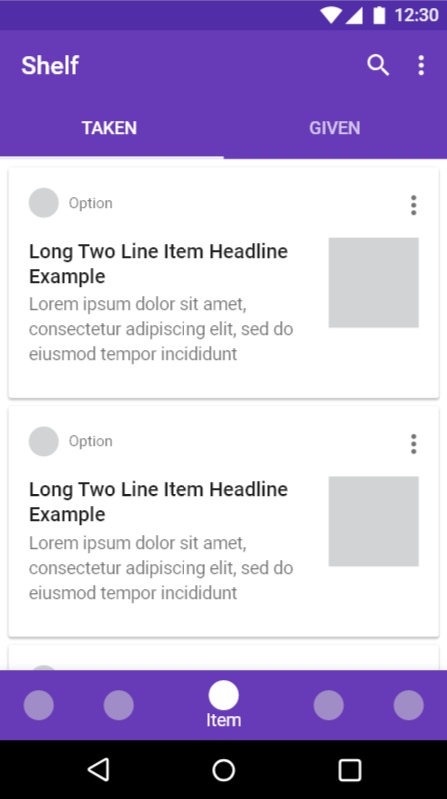 12:30
Shelf
TAKEN GIVEN
Option
Long Two Line Item Headline
Example
Lorem ipsum dolor sit amet,
consectetur adipiscing elit, sed do
eiusmod tempor incididunt
Option
Long Two Line Item Headline
Example
Lorem ipsum dolor sit amet,
consectetur adipiscing elit, sed do
eiusmod tempor incididunt
Item